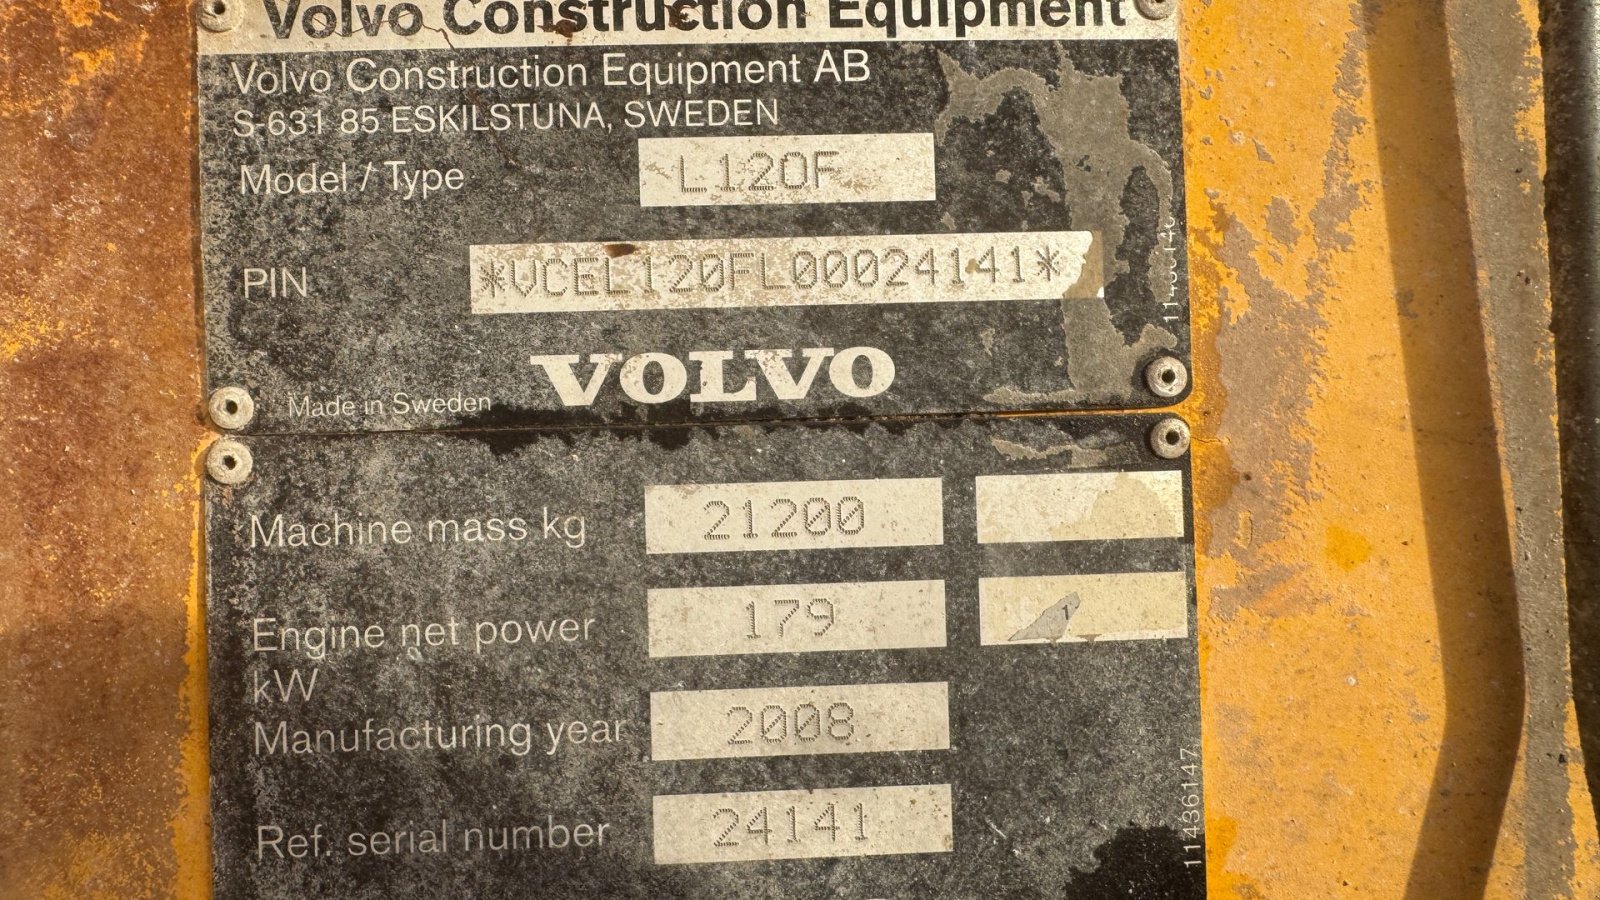 Volvo Construction Equipment
Volvo Construction Equipment AB
S-631 85 ESKILSTUNA, SWEDEN
Model / Type L120F
PIN *VCEL120FL00024141*
VOLVO
Made in Sweden
Machine mass kg 21200
Engine net power 179
kW
Manufacturing year 2008
Ref. serial number 24141
11436147